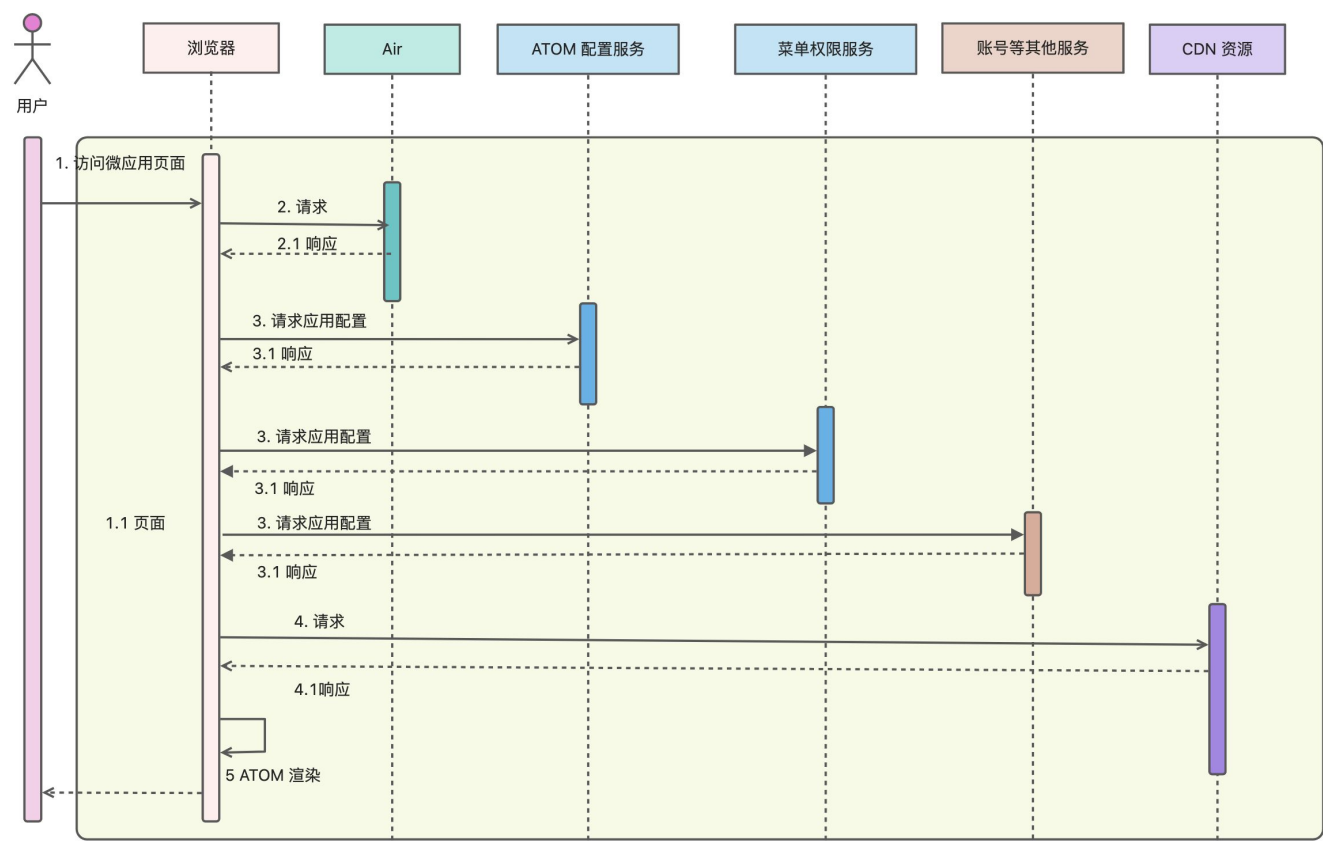 浏览器
Air
ATOM 配置服务
菜单权限服务
账号等其他服务
CDN 资源
用户
1. 访问微应用页面
2. 请求
2.1 响应
3. 请求应用配置
3.1 响应
3. 请求应用配置
3.1 响应
1.1 页面
3. 请求应用配置
3.1 响应
4. 请求
4.1响应
5 ATOM 渲染